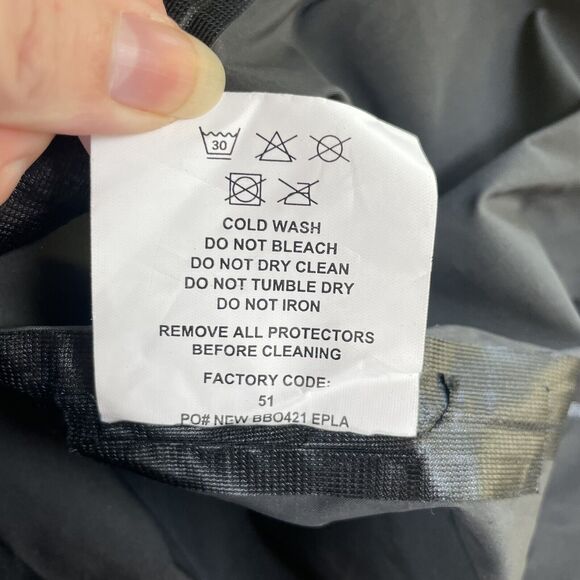 30
COLD WASH
DO NOT BLEACH
DO NOT DRY CLEAN
DO NOT TUMBLE DRY
DO NOT IRON
REMOVE ALL PROTECTORS
BEFORE CLEANING
FACTORY CODE:
51
PO# NEW BBO421 EPLA